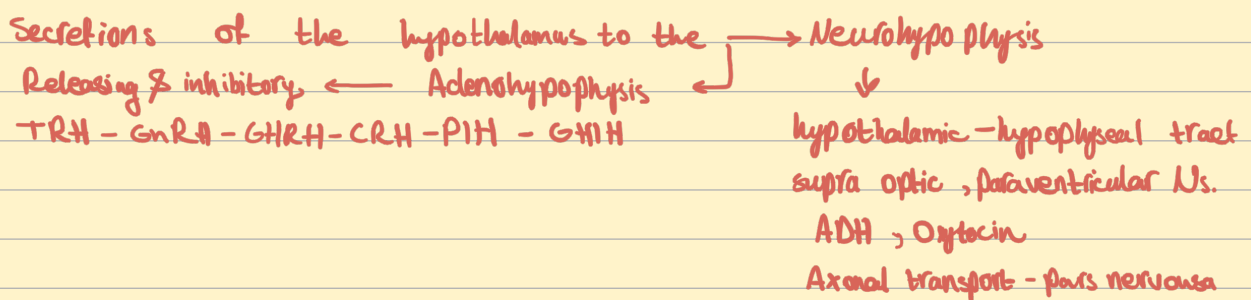 Secretions of the hypothalamus to the → Neurohypophysis
Releasing & inhibitory, ← Adenohypophysis ↓
TRH - GnRH - GHRH - CRH - PIH - GHIH
hypothalamic - hypophyseal tract
supra optic, paraventricular Ns.
ADH, Oxytocin
Axonal transport - pars nervousa